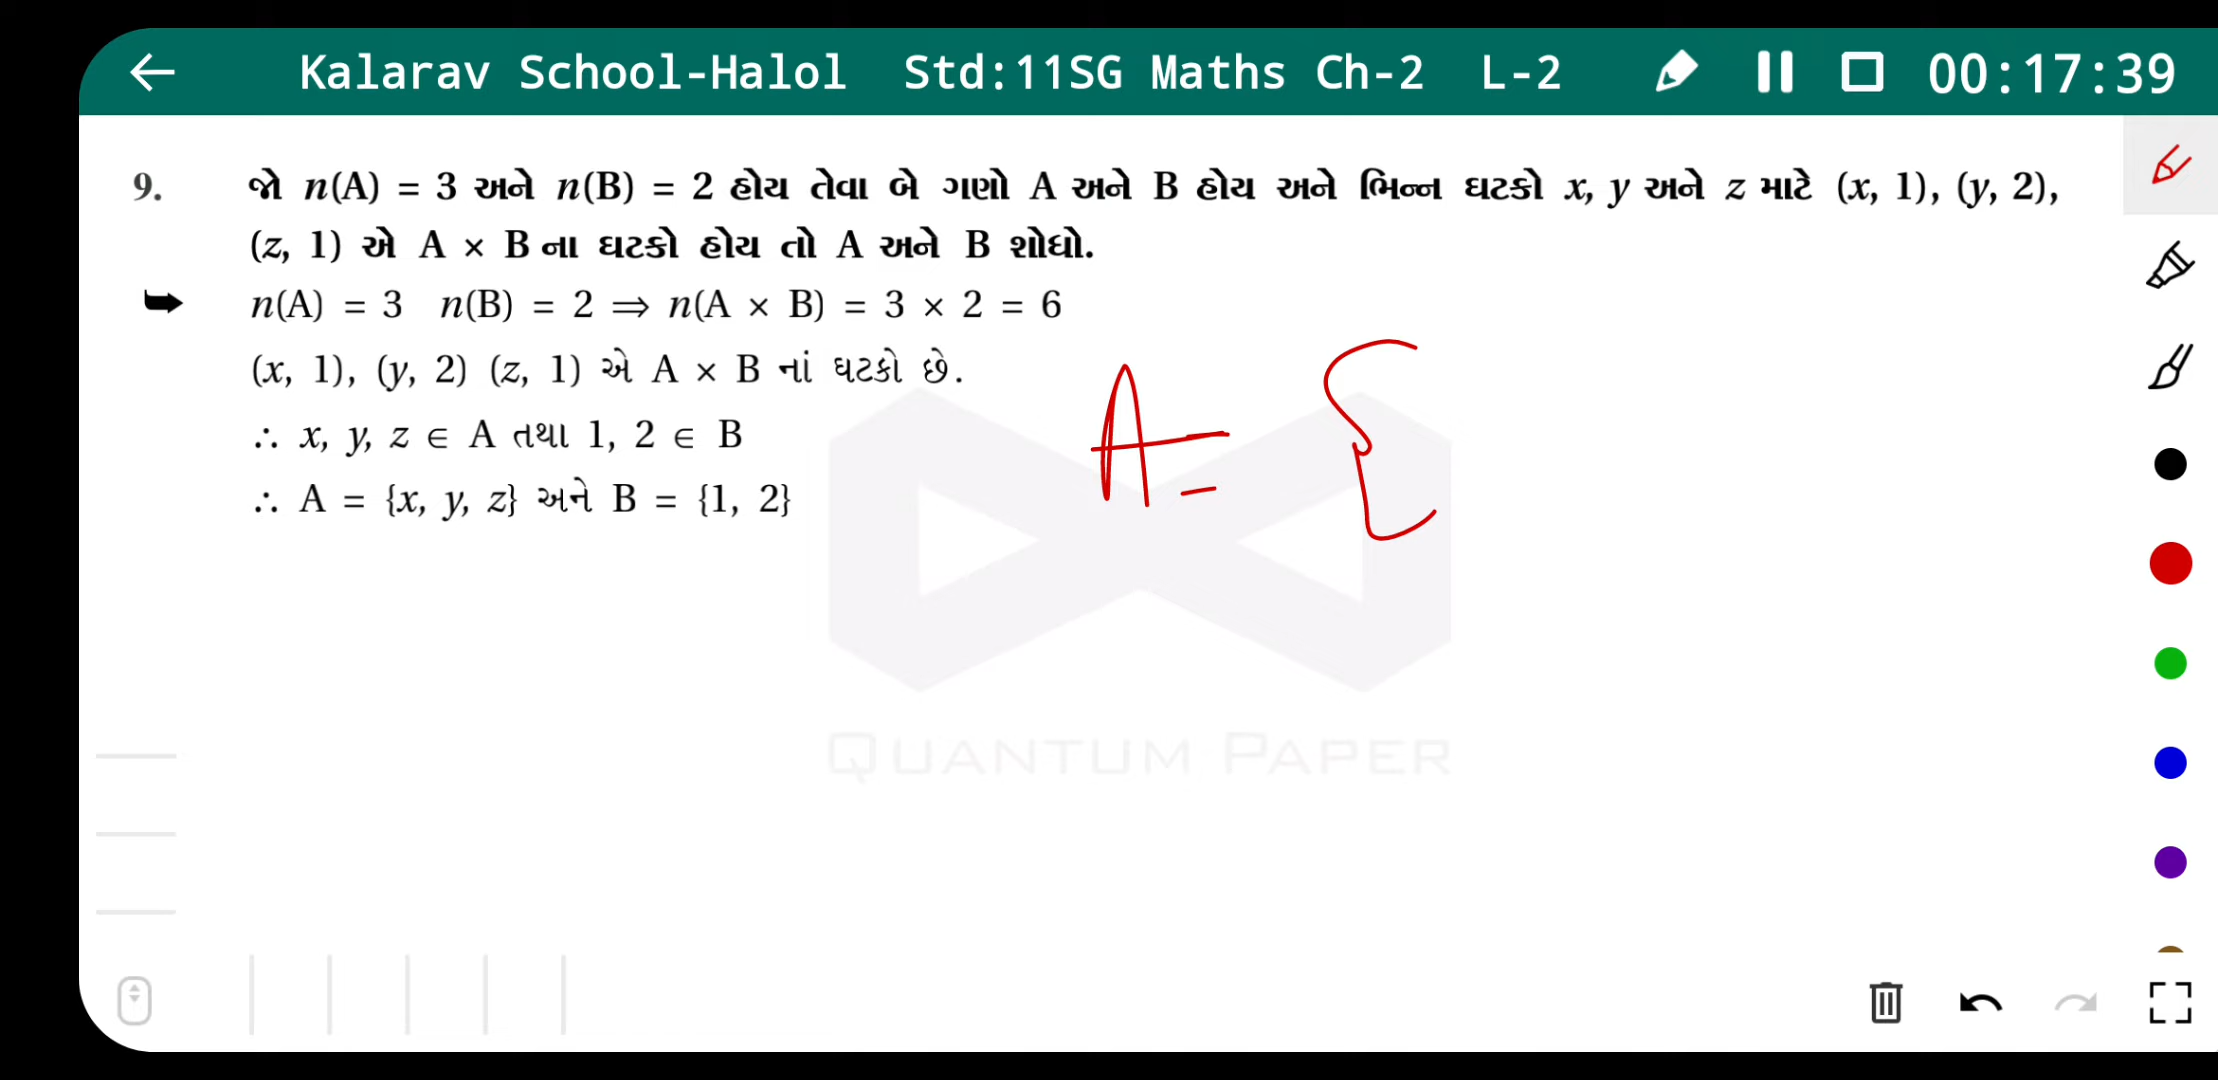 Kalarav School-Halol Std:11SG Maths Ch-2 L-2 00:17:39
9. જો n(A) = 3 અને n(B) = 2 હોય તેવા બે ગણો A અને B હોય અને ભિન્ન ઘટકો x, y અને z માટે (x, 1), (y, 2),
(z, 1) એ A × B ના ઘટકો હોય તો A અને B શોધો.
n(A) = 3 n(B) = 2 ⇒ n(A × B) = 3 × 2 = 6
(x, 1), (y, 2) (z, 1) એ A × B નાં ઘટકો છે.
∴ x, y, z ∈ A તથા 1, 2 ∈ B
∴ A = {x, y, z} અને B = {1, 2}
A = {
QUANTUM PAPER